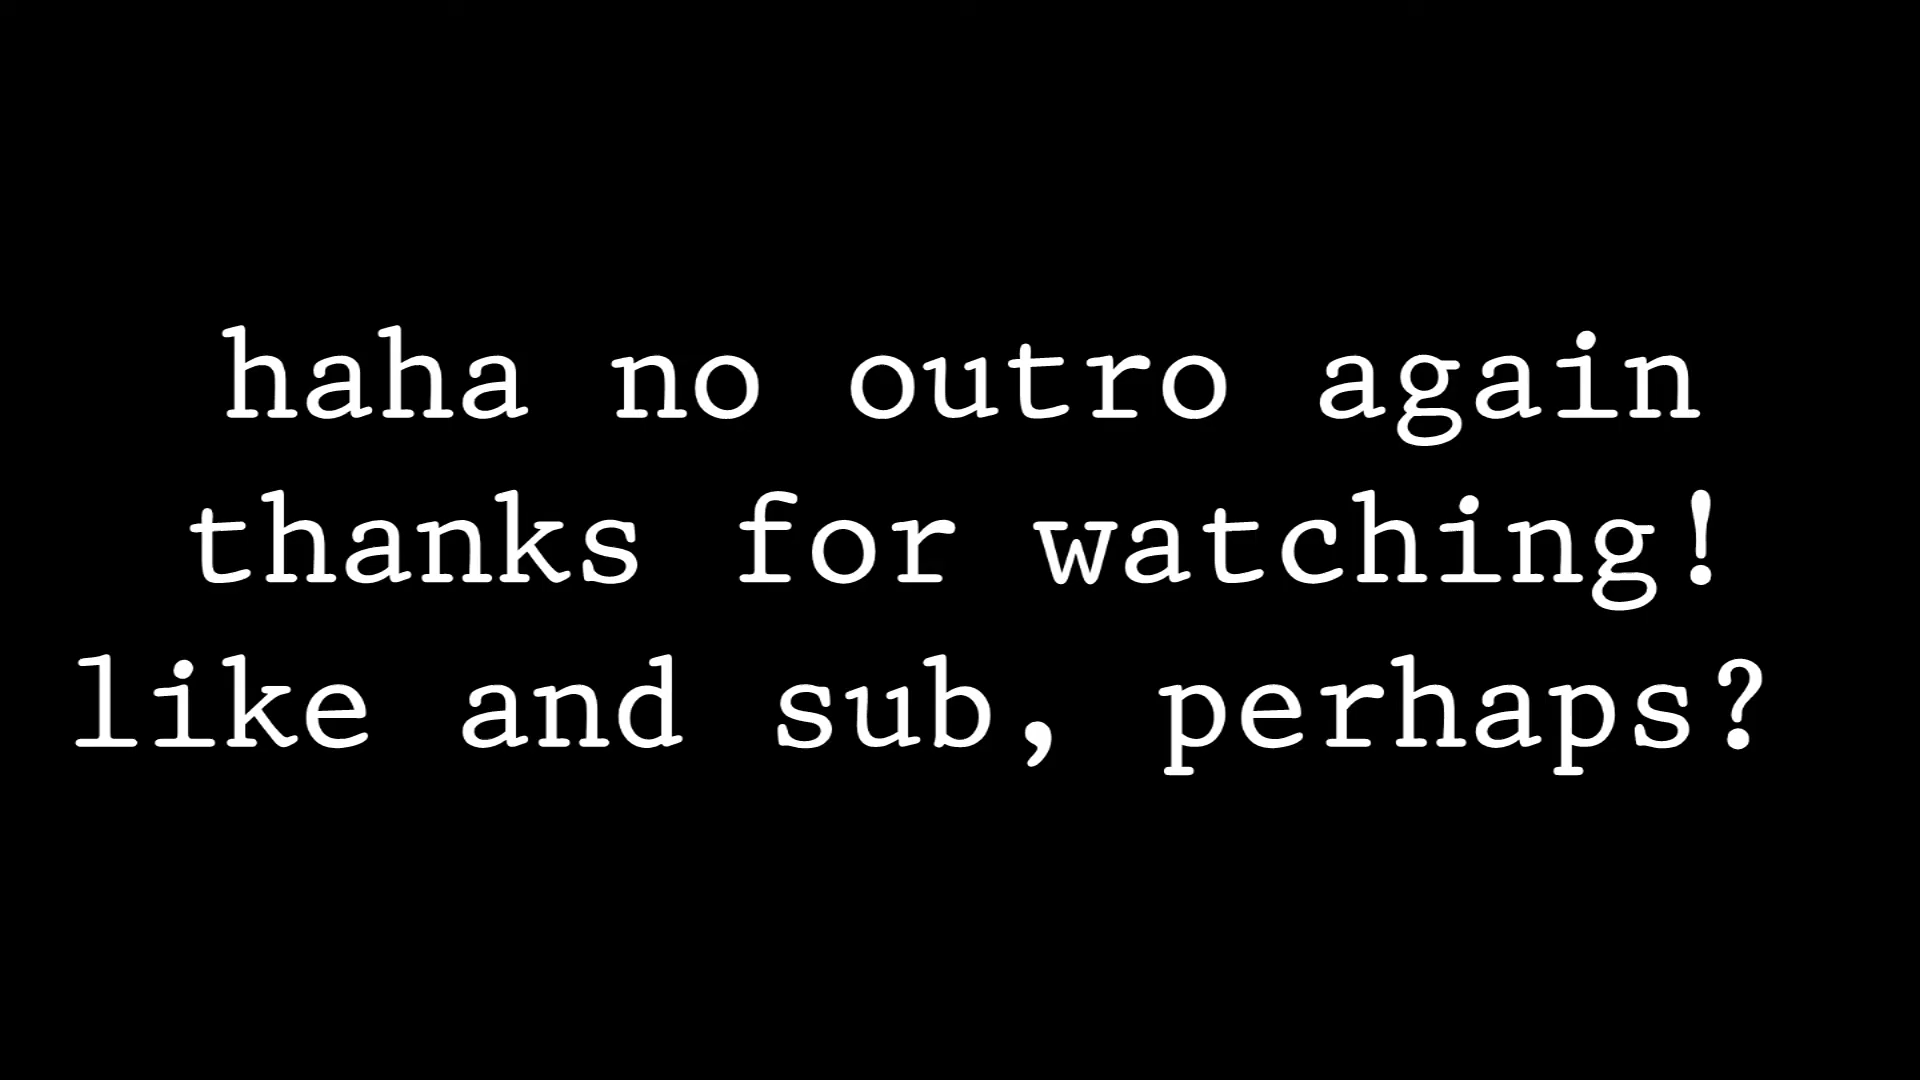 haha no outro again
thanks for watching!
like and sub, perhaps?